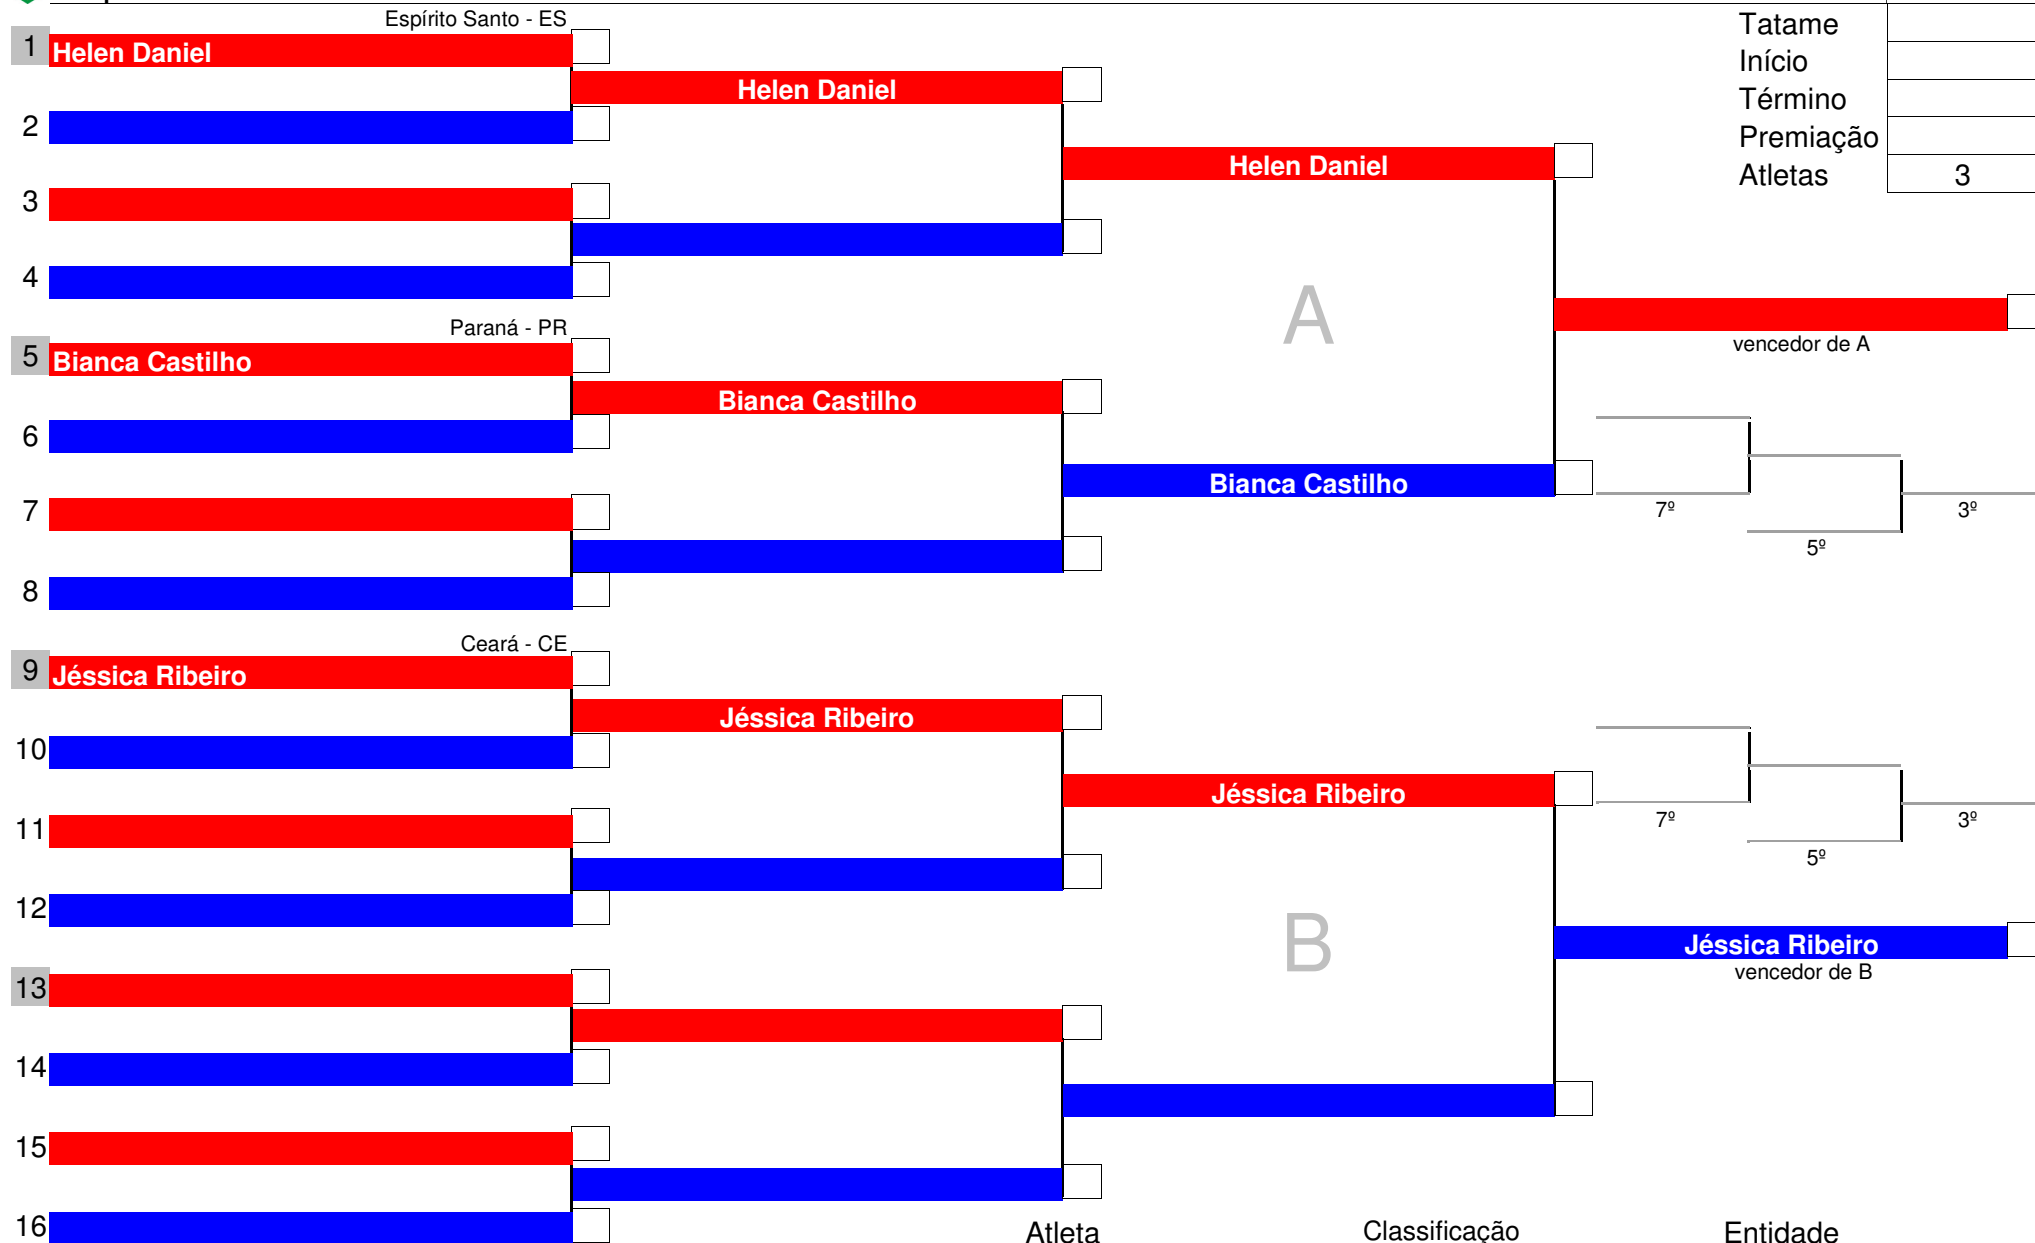 Espírito Santo - ES
1 Helen Daniel
Helen Daniel
2
Helen Daniel
3
4
A
Tatame
Início
Término
Premiação
Atletas 3
vencedor de A
Paraná - PR
5 Bianca Castilho
Bianca Castilho
6
Bianca Castilho
7
8
7º
5º
3º
Ceará - CE
9 Jéssica Ribeiro
Jéssica Ribeiro
10
Jéssica Ribeiro
11
12
7º
5º
3º
B
Jéssica Ribeiro
vencedor de B
13
14
15
16
Atleta Classificação Entidade